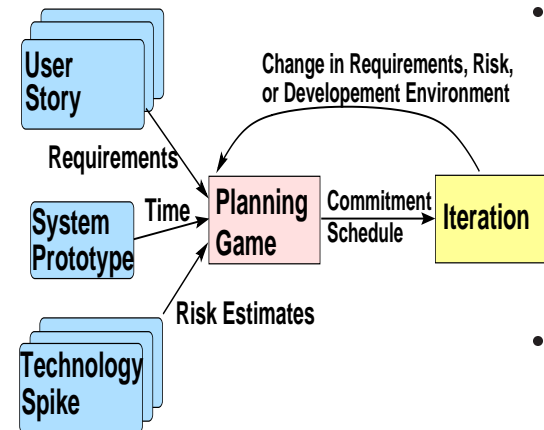 User
Story
Change in Requirements, Risk,
or Developement Environment
Requirements
System
Prototype
Time
Planning
Game
Commitment
Schedule
Iteration
Risk Estimates
Technology
Spike